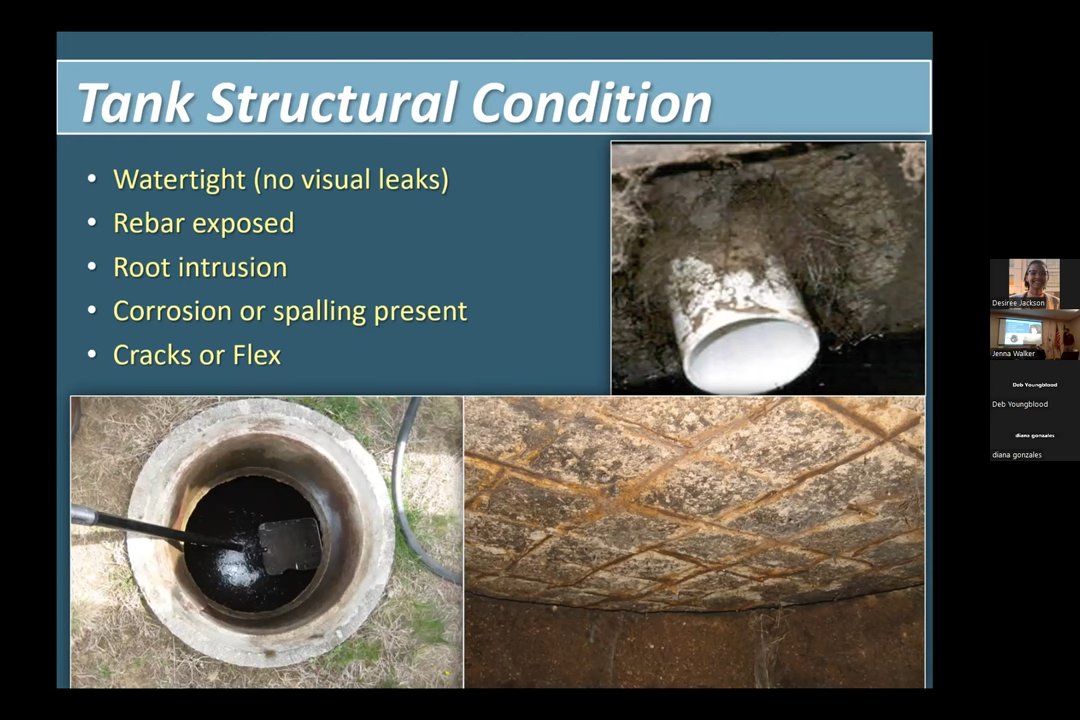 Tank Structural Condition
• Watertight (no visual leaks)
• Rebar exposed
• Root intrusion
• Corrosion or spalling present
• Cracks or Flex
Desiree Jackson
Jenna Walker
Deb Youngblood
Deb Youngblood
diana gonzales
diana gonzales